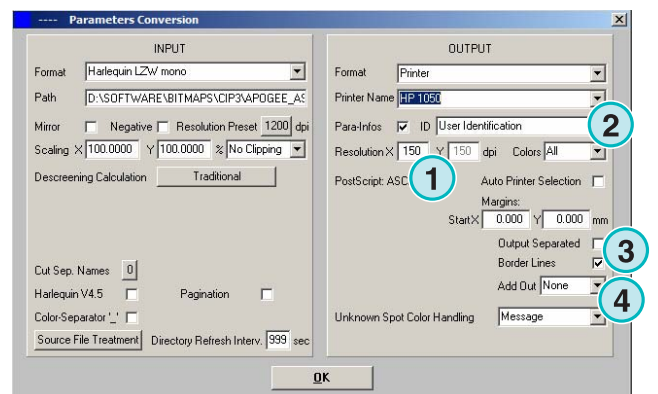 ---- Parameters Conversion
INPUT
Format Harlequin LZW mono
Path D:\SOFTWARE\BITMAPS\CIP3\APOGEE_AS
Mirror Negative Resolution Preset 1200 dpi
Scaling X 100.0000 Y 100.0000 % No Clipping
Descreening Calculation Traditional
Cut Sep. Names 0
Harlequin V4.5 Pagination
Color-Separator '_'
Source File Treatment Directory Refresh Interv. 999 sec
OUTPUT
Format Printer
Printer Name HP 1050
Para-Infos ID User Identification 2
Resolution X 150 Y 150 dpi Colors All
PostScript: ASC 1 Auto Printer Selection
Margins:
Start X 0.000 Y 0.000 mm
Output Separated 3
Border Lines
Add Out None 4
Unknown Spot Color Handling Message
OK